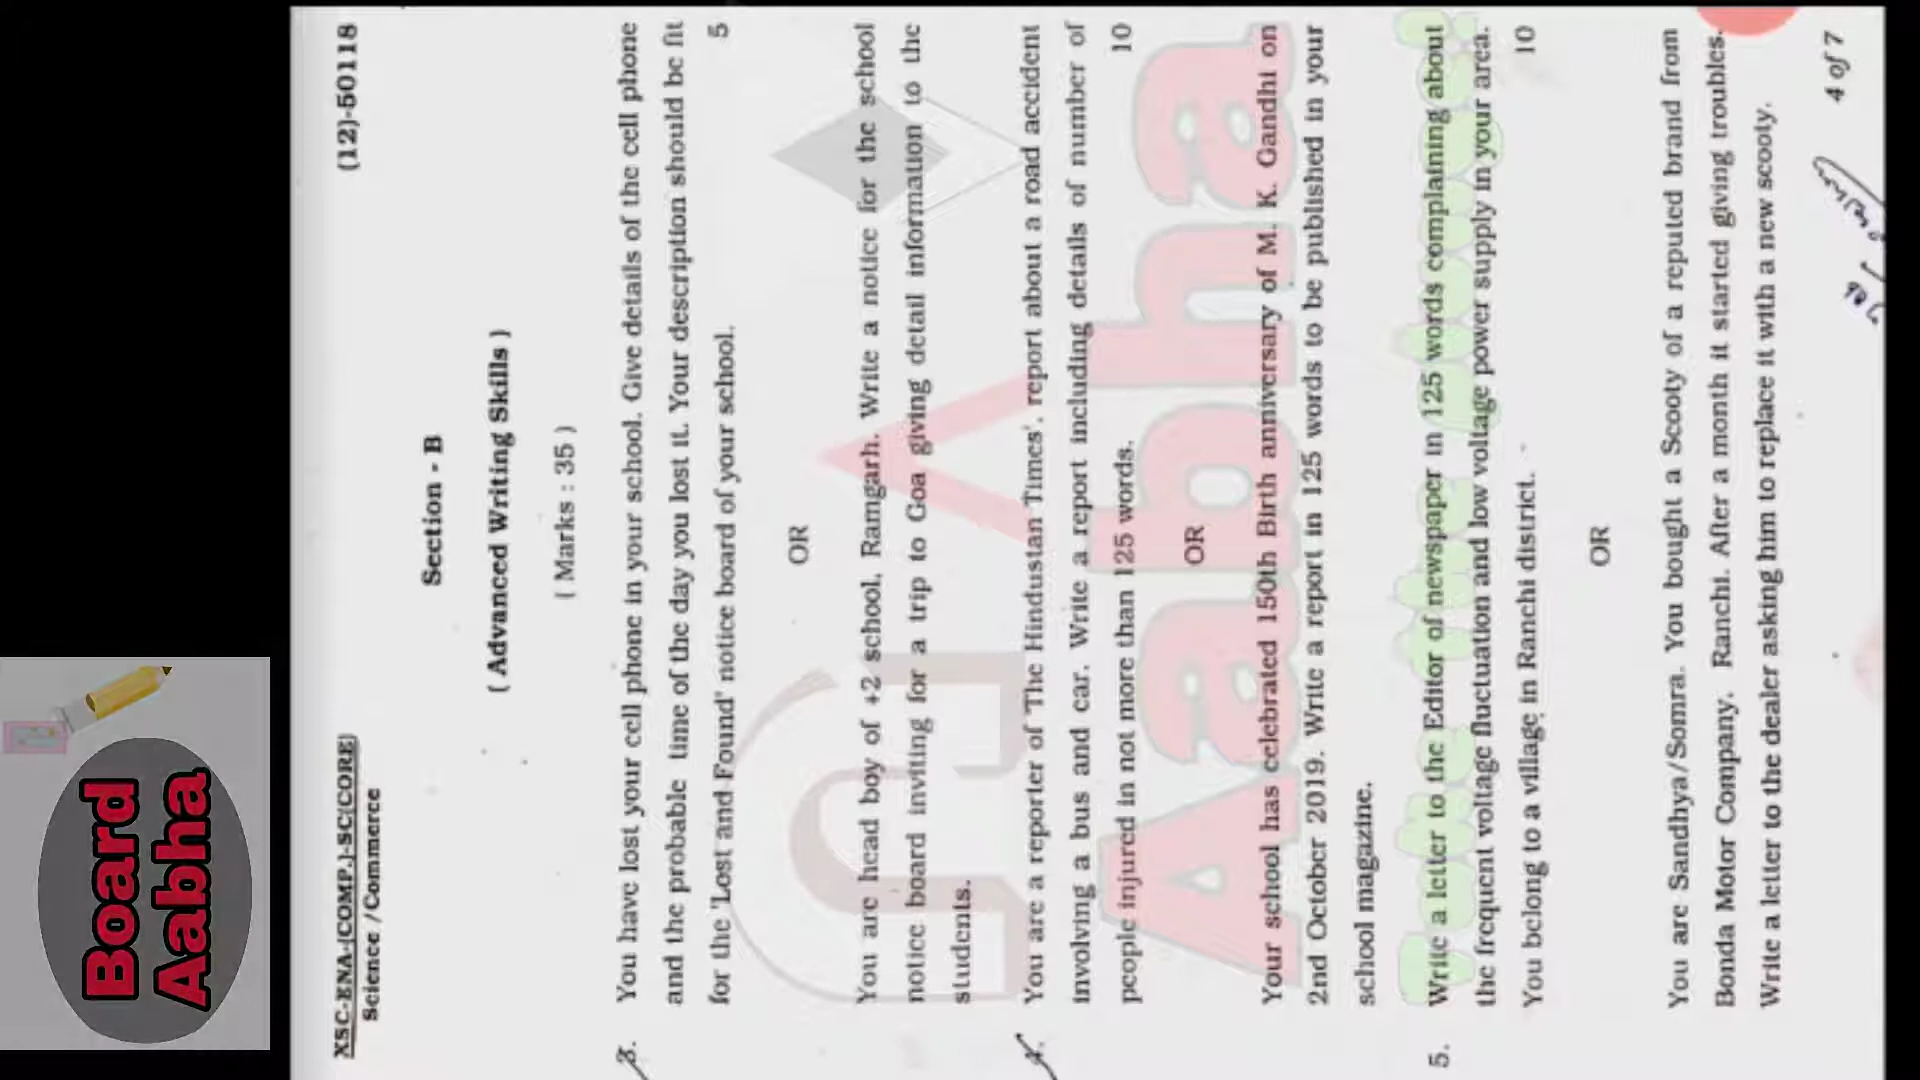 XSC-ENA-(COMP.)-SC(CORE)
(12)-50118
Science / Commerce
Section - B
( Advanced Writing Skills )
( Marks : 35 )
3. You have lost your cell phone in your school. Give details of the cell phone
and the probable time of the day you lost it. Your description should be fit
for the 'Lost and Found' notice board of your school. 5
OR
You are head boy of +2 school, Ramgarh. Write a notice for the school
notice board inviting for a trip to Goa giving detail information to the
students.
4. You are a reporter of 'The Hindustan Times', report about a road accident
involving a bus and car. Write a report including details of number of
people injured in not more than 125 words. 10
OR
Your school has celebrated 150th Birth anniversary of M. K. Gandhi on
2nd October 2019. Write a report in 125 words to be published in your
school magazine.
5. Write a letter to the Editor of newspaper in 125 words complaining about
the frequent voltage fluctuation and low voltage power supply in your area.
You belong to a village in Ranchi district. 10
OR
You are Sandhya/Somra. You bought a Scooty of a reputed brand from
Bonda Motor Company, Ranchi. After a month it started giving troubles.
Write a letter to the dealer asking him to replace it with a new scooty.
4 of 7
Board
Aabha
Aabha